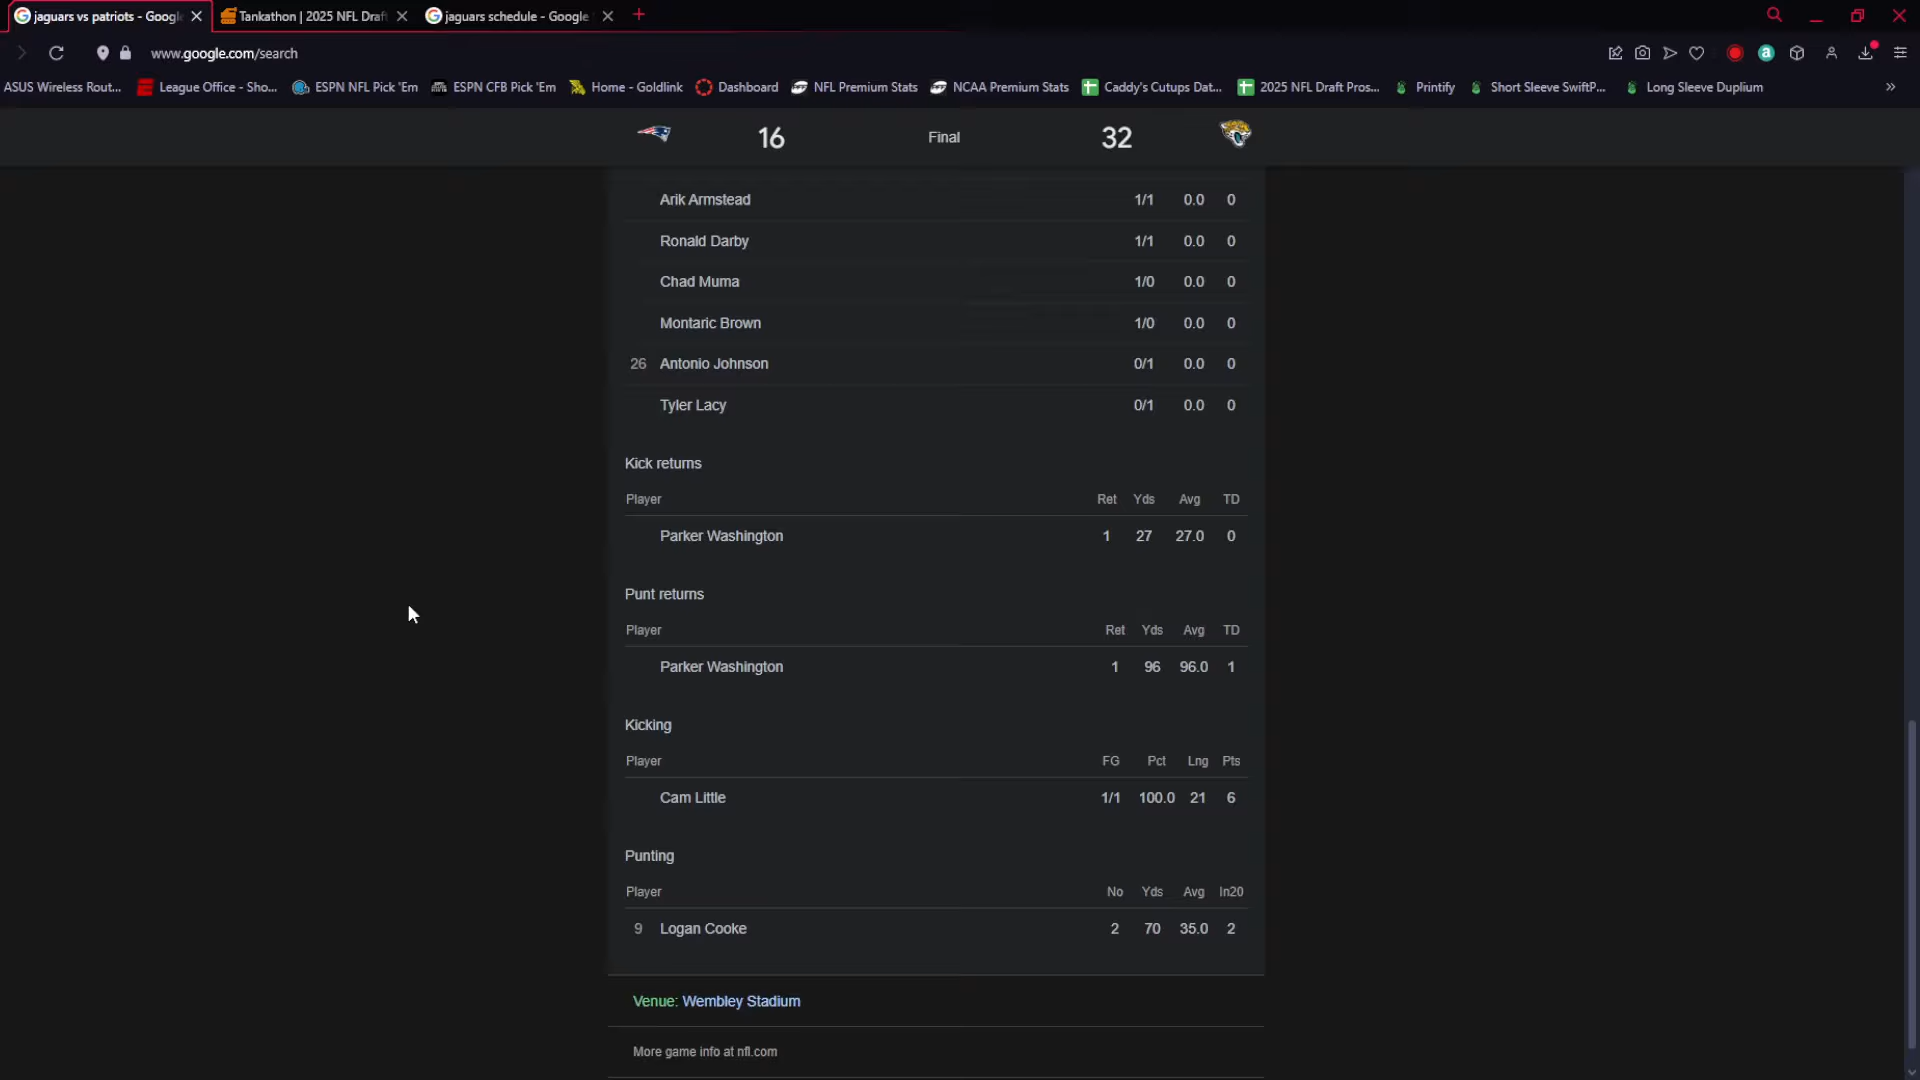 jaguars vs patriots - Google
Tankathon | 2025 NFL Draf
jaguars schedule - Google
www.google.com/search
ASUS Wireless Rout...
League Office - Sho...
ESPN NFL Pick 'Em
ESPN CFB Pick 'Em
Home - Goldlink
Dashboard
NFL Premium Stats
NCAA Premium Stats
Caddy's Cutups Dat...
2025 NFL Draft Pros...
Printify
Short Sleeve SwiftP...
Long Sleeve Duplium
16 Final 32
Arik Armstead 1/1 0.0 0
Ronald Darby 1/1 0.0 0
Chad Muma 1/0 0.0 0
Montaric Brown 1/0 0.0 0
26 Antonio Johnson 0/1 0.0 0
Tyler Lacy 0/1 0.0 0
Kick returns
Player Ret Yds Avg TD
Parker Washington 1 27 27.0 0
Punt returns
Player Ret Yds Avg TD
Parker Washington 1 96 96.0 1
Kicking
Player FG Pct Lng Pts
Cam Little 1/1 100.0 21 6
Punting
Player No Yds Avg In20
9 Logan Cooke 2 70 35.0 2
Venue: Wembley Stadium
More game info at nfl.com